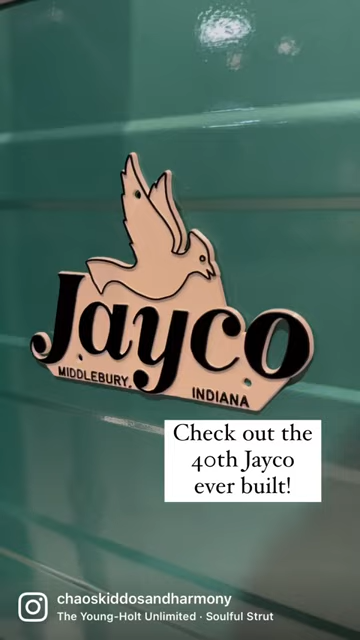 Jayco
MIDDLEBURY, INDIANA
Check out the
40th Jayco
ever built!
chaoskiddosandharmony
The Young-Holt Unlimited · Soulful Strut